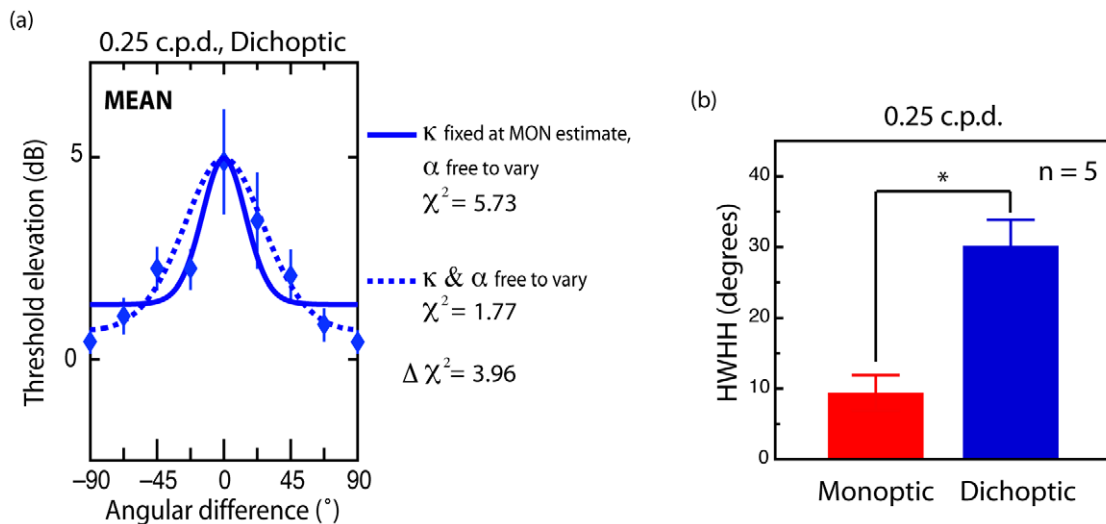 (a)
0.25 c.p.d., Dichoptic
MEAN
Threshold elevation (dB)
5
0
−90 −45 0 45 90
Angular difference (˚)
κ fixed at MON estimate,
α free to vary
χ² = 5.73
κ & α free to vary
χ² = 1.77
Δ χ² = 3.96
(b)
0.25 c.p.d.
n = 5
*
HWHH (degrees)
40
30
20
10
0
Monoptic Dichoptic